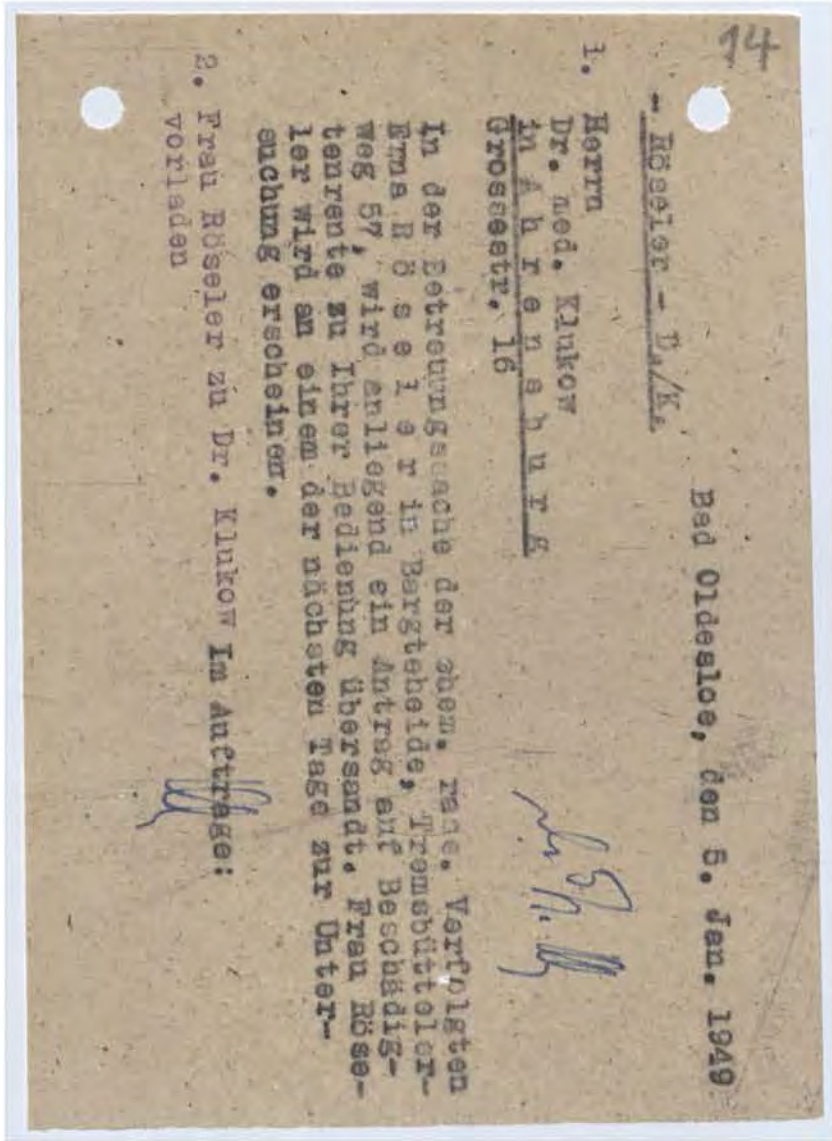 14
Bad Oldesloe, den 5. Jan. 1949
- Röseler - D./K.
1. Herrn
Dr. med. Klukow
in A h r e n s b u r g
Grossestr. 16
In der Betreuungssache der ehem. rass. Verfolgten
Erna R ö s e l e r in Bargteheide, Tremsbütteler-
weg 57, wird anliegend ein Antrag auf Beschädig-
tenrente zu Ihrer Bedienung übersandt. Frau Röse-
ler wird an einem der nächsten Tage zur Unter-
suchung erscheinen.
2. Frau Röseler zu Dr. Klukow Im Auftrage:
vorladen